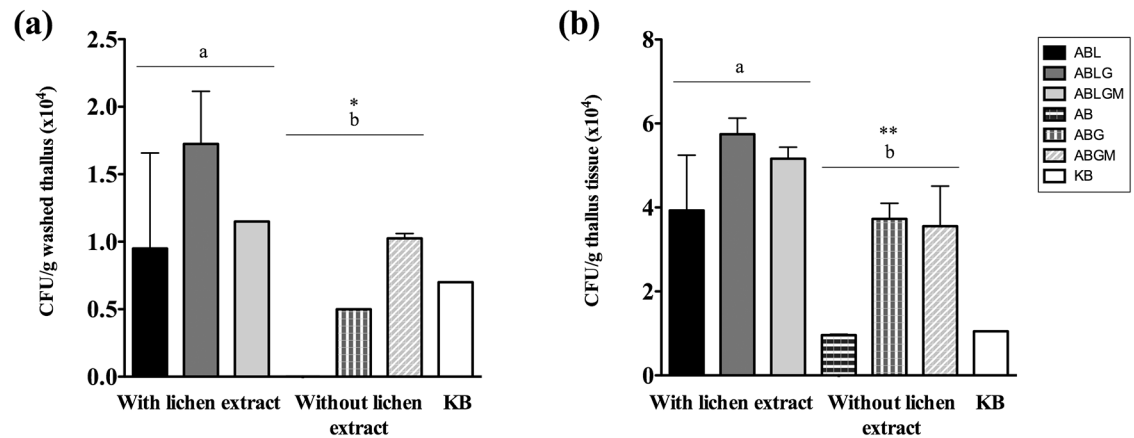 (a)
CFU/g washed thallus (x10⁴)
2.5
2.0
1.5
1.0
0.5
0.0
a
*
b
With lichen extract
Without lichen
extract
KB
(b)
CFU/g thallus tissue (x10⁴)
8
6
4
2
0
a
**
b
With lichen extract
Without lichen
extract
KB
ABL
ABLG
ABLGM
AB
ABG
ABGM
KB